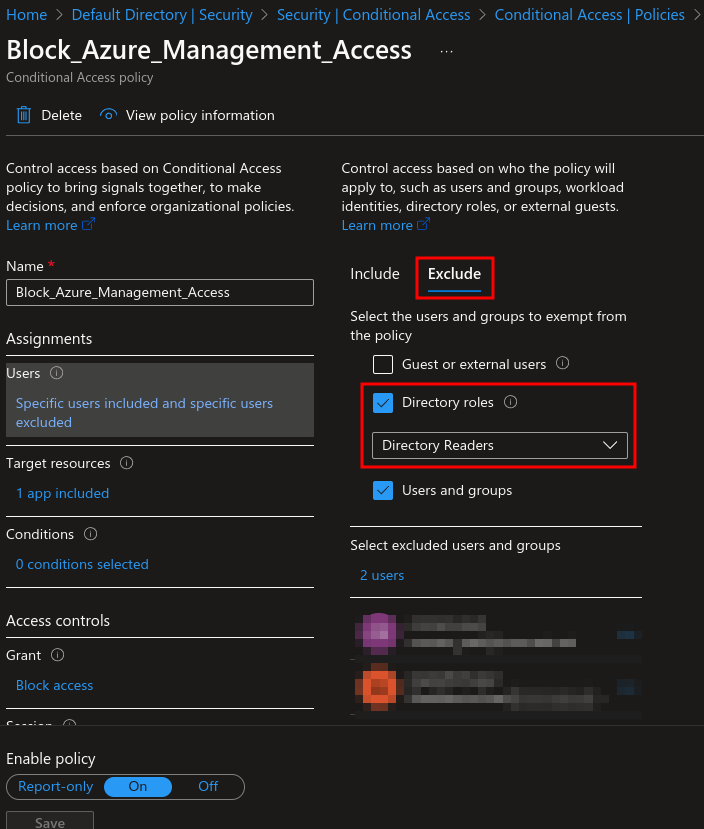 Home > Default Directory | Security > Security | Conditional Access > Conditional Access | Policies >
Block_Azure_Management_Access ...
Conditional Access policy
Delete View policy information
Control access based on Conditional Access
policy to bring signals together, to make
decisions, and enforce organizational policies.
Learn more
Name *
Block_Azure_Management_Access
Assignments
Users
Specific users included and specific users
excluded
Target resources
1 app included
Conditions
0 conditions selected
Access controls
Grant
Block access
Session
Control access based on who the policy will
apply to, such as users and groups, workload
identities, directory roles, or external guests.
Learn more
Include Exclude
Select the users and groups to exempt from
the policy
Guest or external users
Directory roles
Directory Readers
Users and groups
Select excluded users and groups
2 users
Enable policy
Report-only On Off
Save